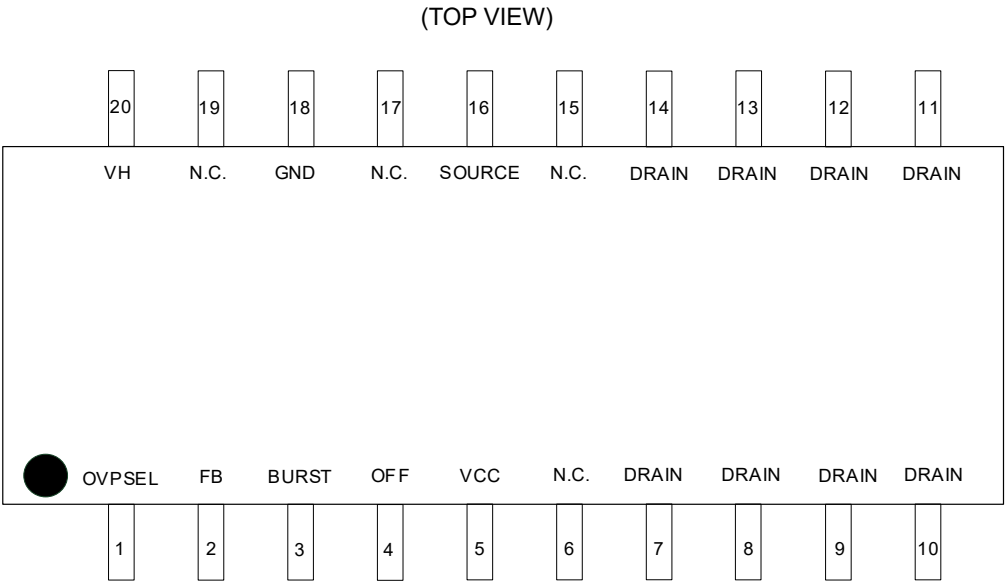 (TOP VIEW)
20 19 18 17 16 15 14 13 12 11
VH N.C. GND N.C. SOURCE N.C. DRAIN DRAIN DRAIN DRAIN
OVPSEL FB BURST OFF VCC N.C. DRAIN DRAIN DRAIN DRAIN
1 2 3 4 5 6 7 8 9 10